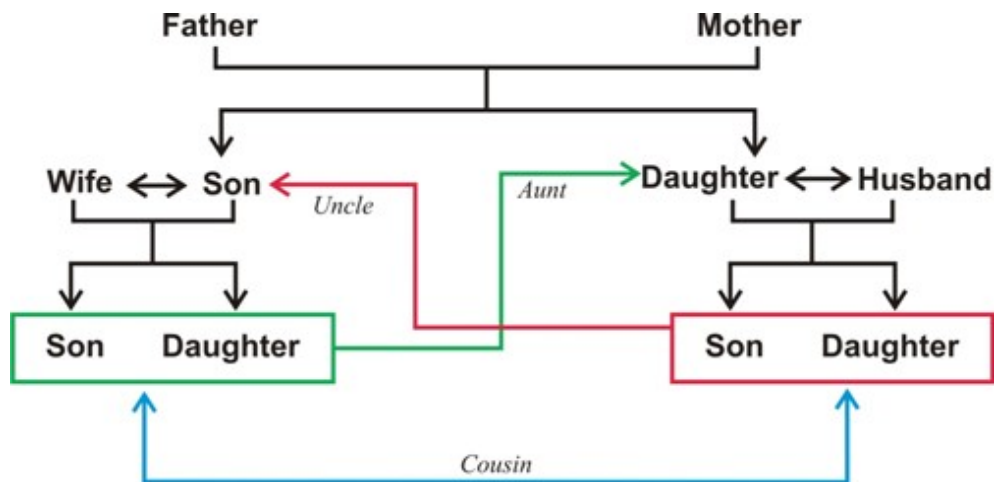 Father Mother
Wife Son Daughter Husband
Uncle Aunt
Son Daughter Son Daughter
Cousin